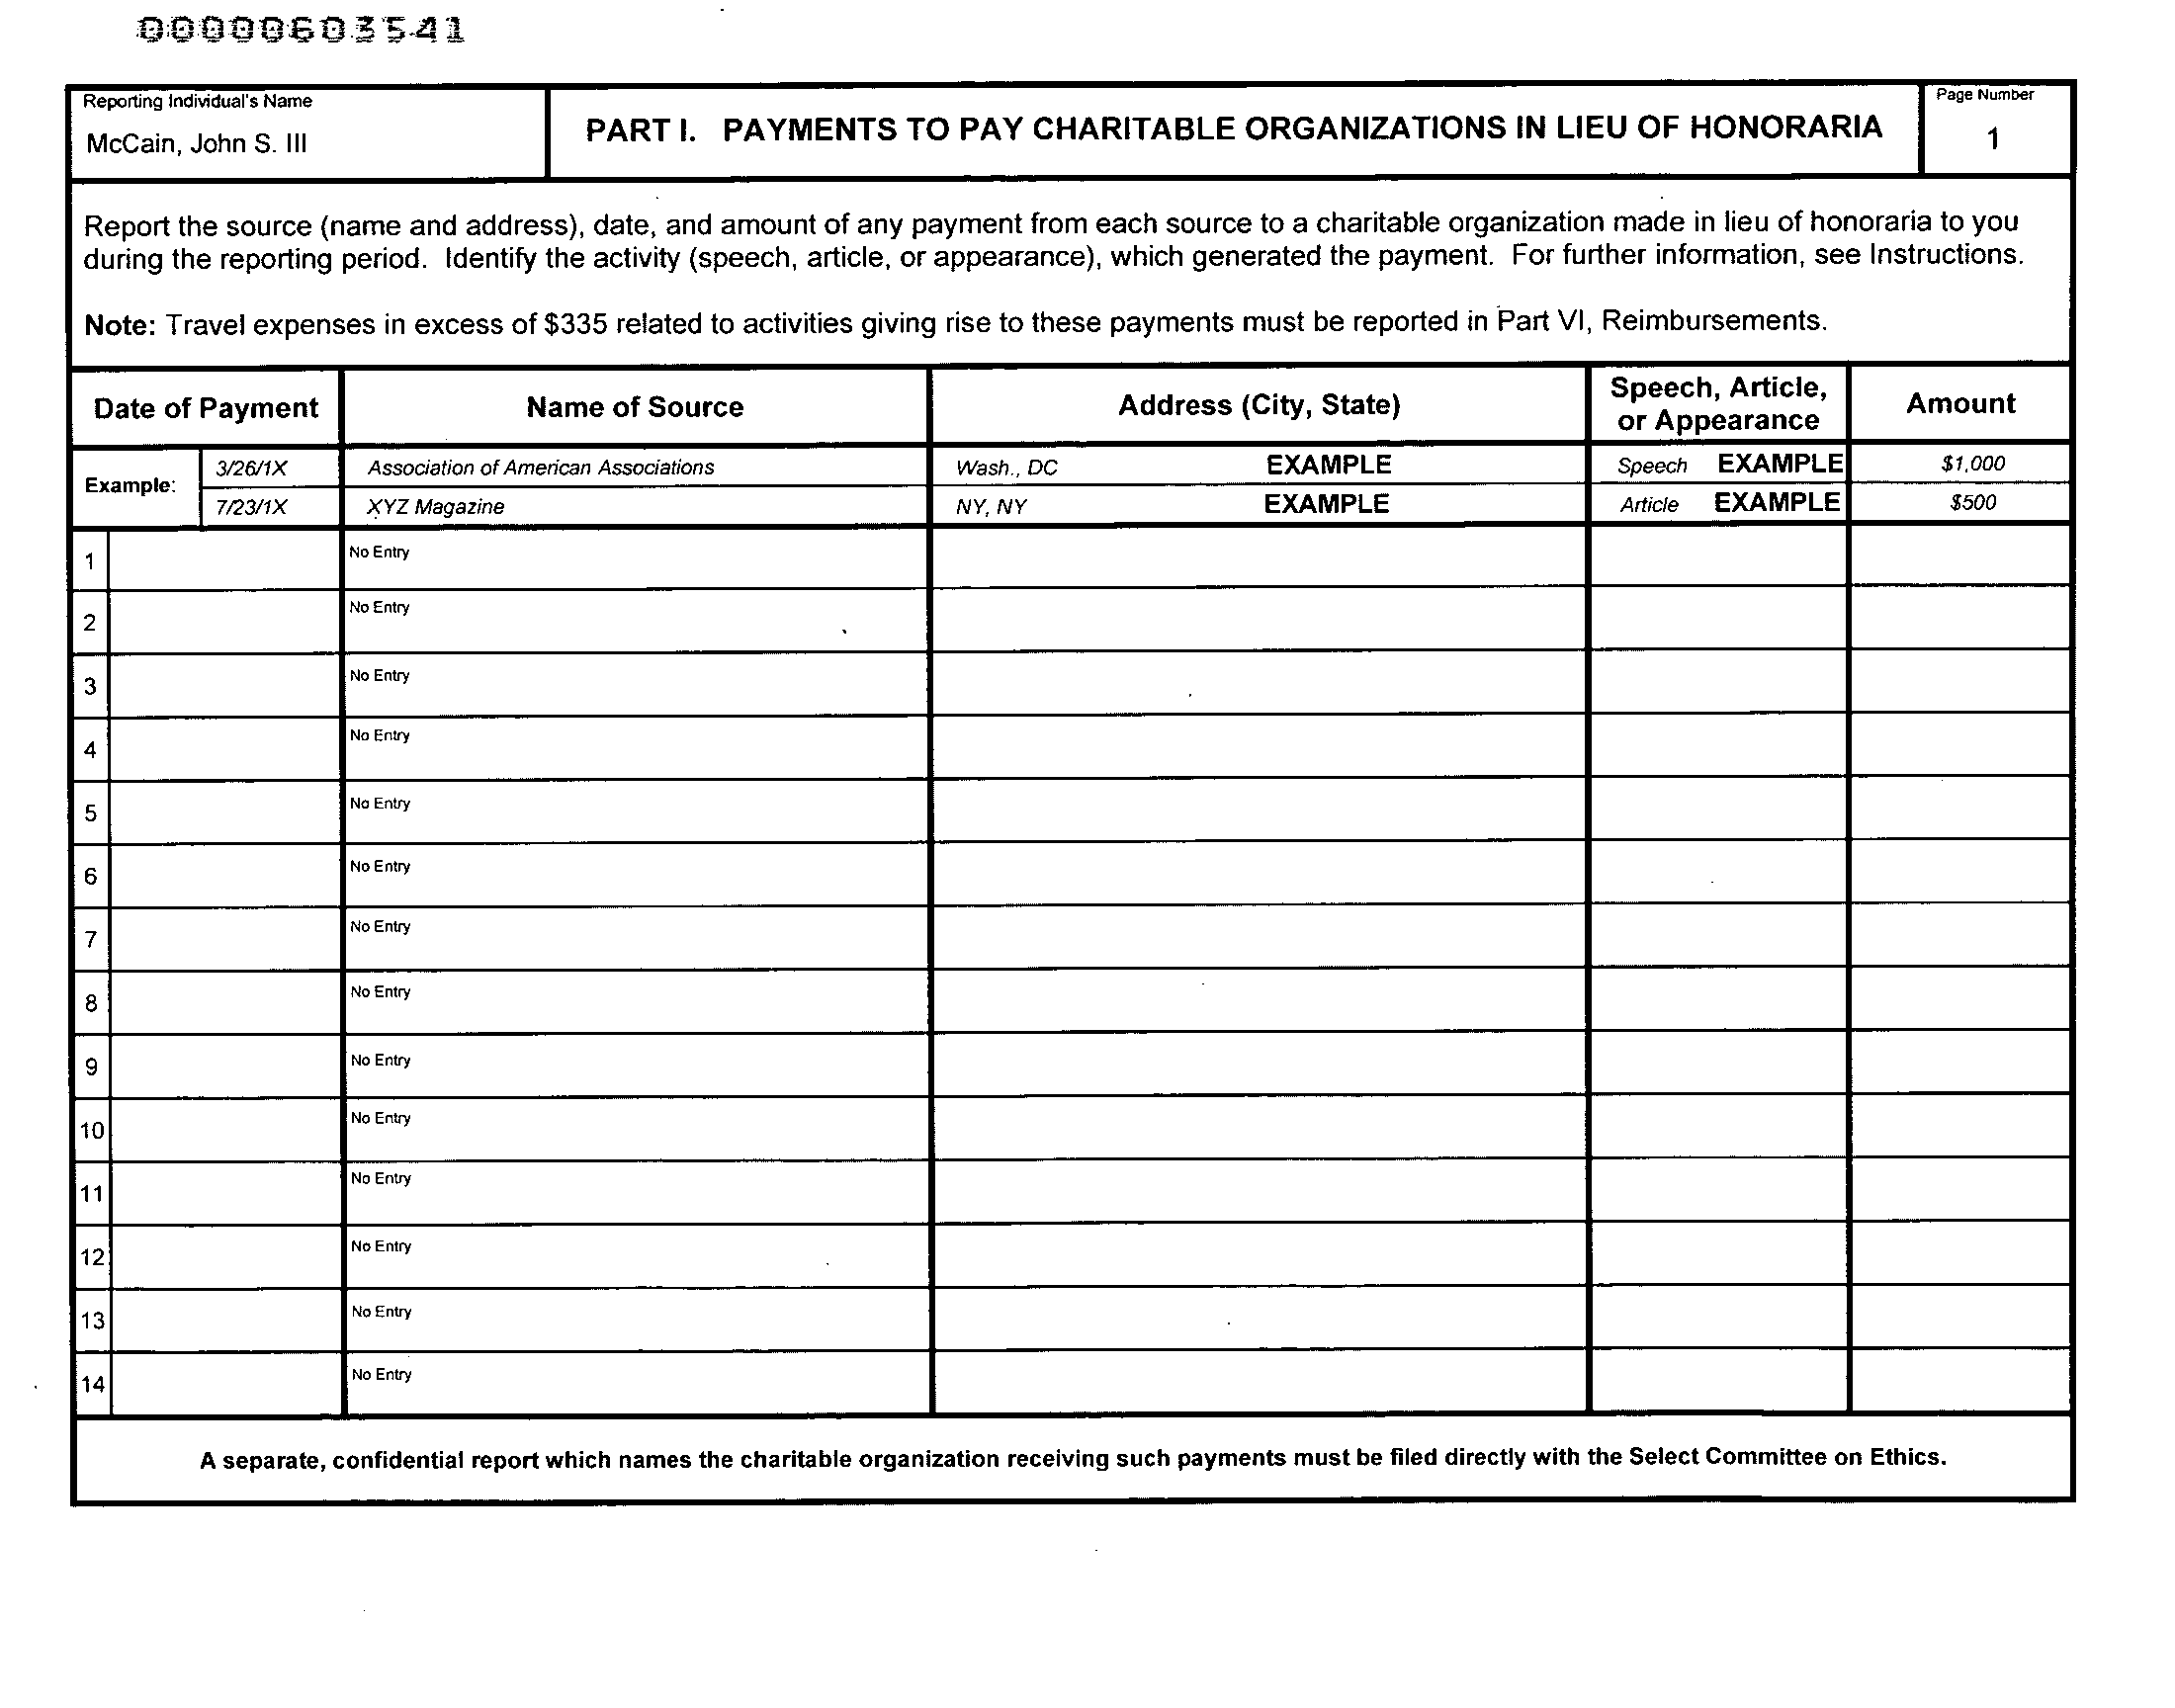 00000603541
Reporting Individual's Name
McCain, John S. III
PART I. PAYMENTS TO PAY CHARITABLE ORGANIZATIONS IN LIEU OF HONORARIA
Page Number
1
Report the source (name and address), date, and amount of any payment from each source to a charitable organization made in lieu of honoraria to you
during the reporting period. Identify the activity (speech, article, or appearance), which generated the payment. For further information, see Instructions.
Note: Travel expenses in excess of $335 related to activities giving rise to these payments must be reported in Part VI, Reimbursements.
Date of Payment Name of Source Address (City, State) Speech, Article, or Appearance Amount
Example: 3/26/1X Association of American Associations Wash., DC EXAMPLE Speech EXAMPLE $1,000
7/23/1X XYZ Magazine NY, NY EXAMPLE Article EXAMPLE $500
1 No Entry
2 No Entry
3 No Entry
4 No Entry
5 No Entry
6 No Entry
7 No Entry
8 No Entry
9 No Entry
10 No Entry
11 No Entry
12 No Entry
13 No Entry
14 No Entry
A separate, confidential report which names the charitable organization receiving such payments must be filed directly with the Select Committee on Ethics.